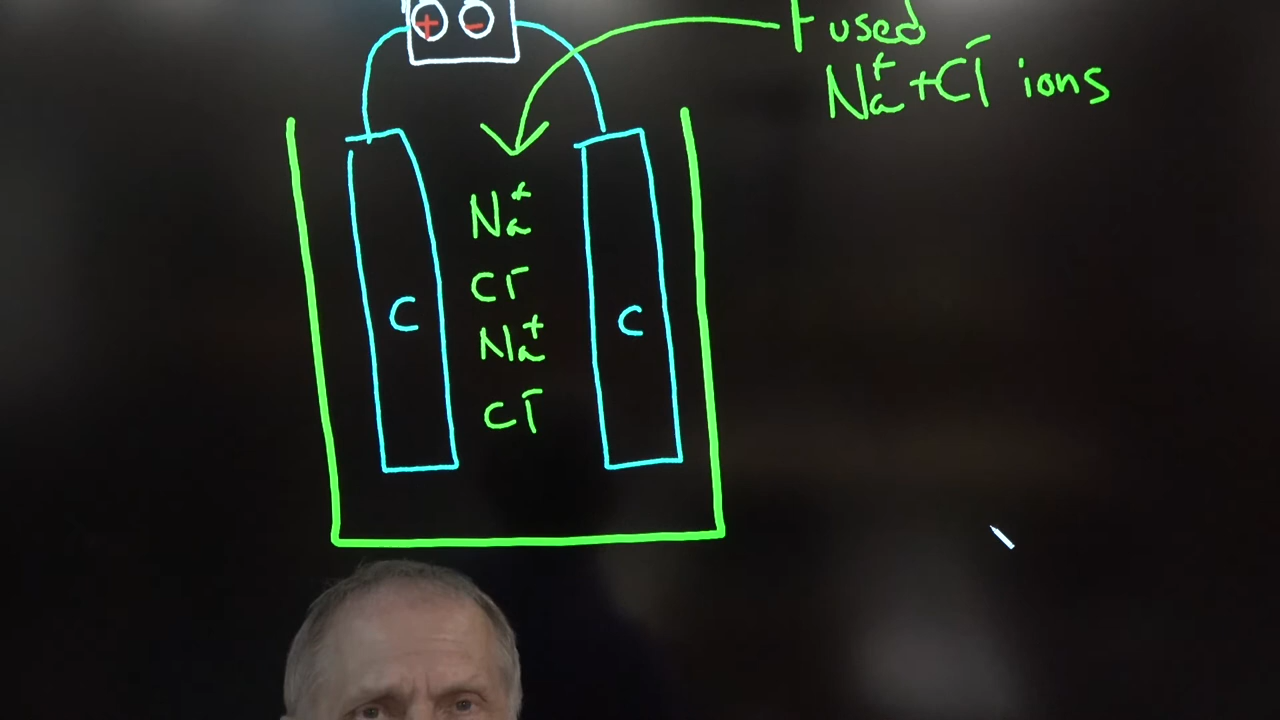 + -
fused
Na⁺ + Cl⁻ ions
Na⁺
Cl⁻
C
C
Na⁺
Cl⁻